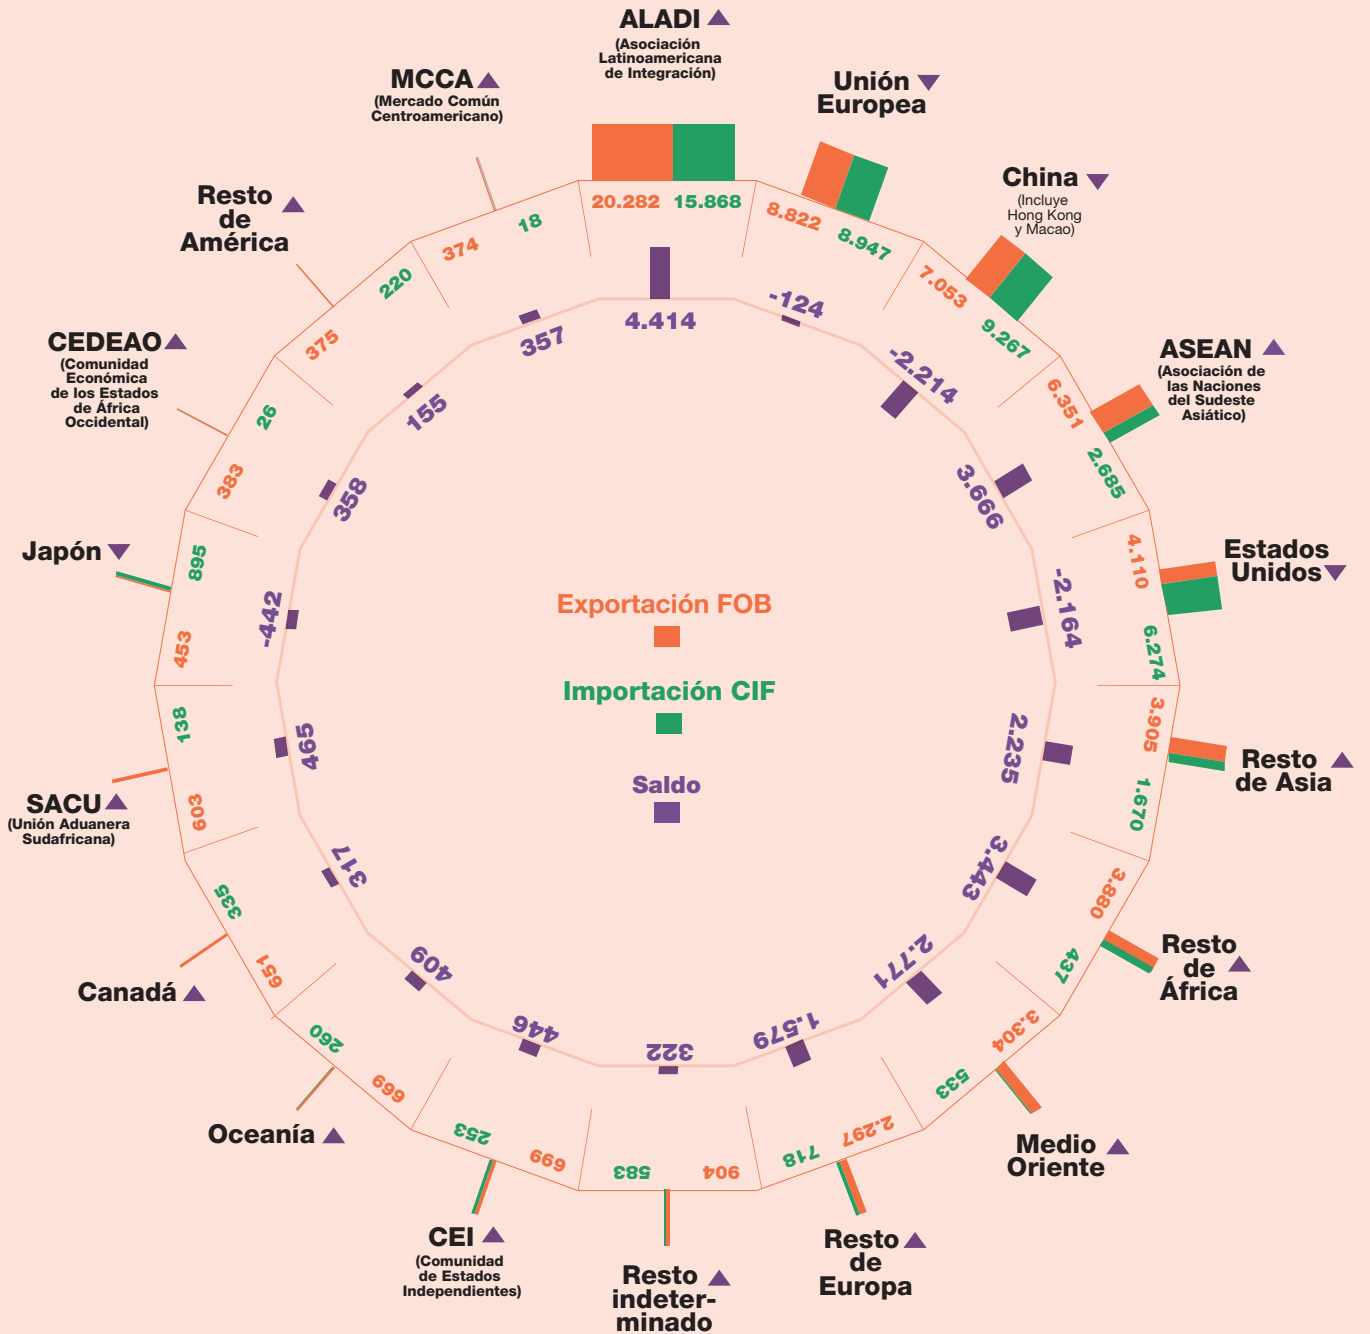 ALADI
(Asociación
Latinoamericana
de Integración)
20.282 15.868
4.414
Unión
Europea
8.822
8.947
-124
China
(Incluye
Hong Kong
y Macao)
7.053
9.267
-2.214
ASEAN
(Asociación de
las Naciones
del Sudeste
Asiático)
6.351
2.685
3.666
Estados
Unidos
4.110
6.274
-2.164
Resto
de Asia
3.905
1.670
2.235
Resto
de
África
3.880
437
3.443
Medio
Oriente
3.304
533
2.771
Resto
de
Europa
2.297
718
1.579
Resto
indeter-
minado
904
583
322
CEI
(Comunidad
de Estados
Independientes)
699
253
446
Oceanía
669
260
409
Canadá
651
335
317
SACU
(Unión Aduanera
Sudafricana)
603
138
465
Japón
453
895
-442
CEDEAO
(Comunidad
Económica
de los Estados
de África
Occidental)
383
26
358
Resto
de
América
375
220
155
MCCA
(Mercado Común
Centroamericano)
374
18
357
Exportación FOB
Importación CIF
Saldo